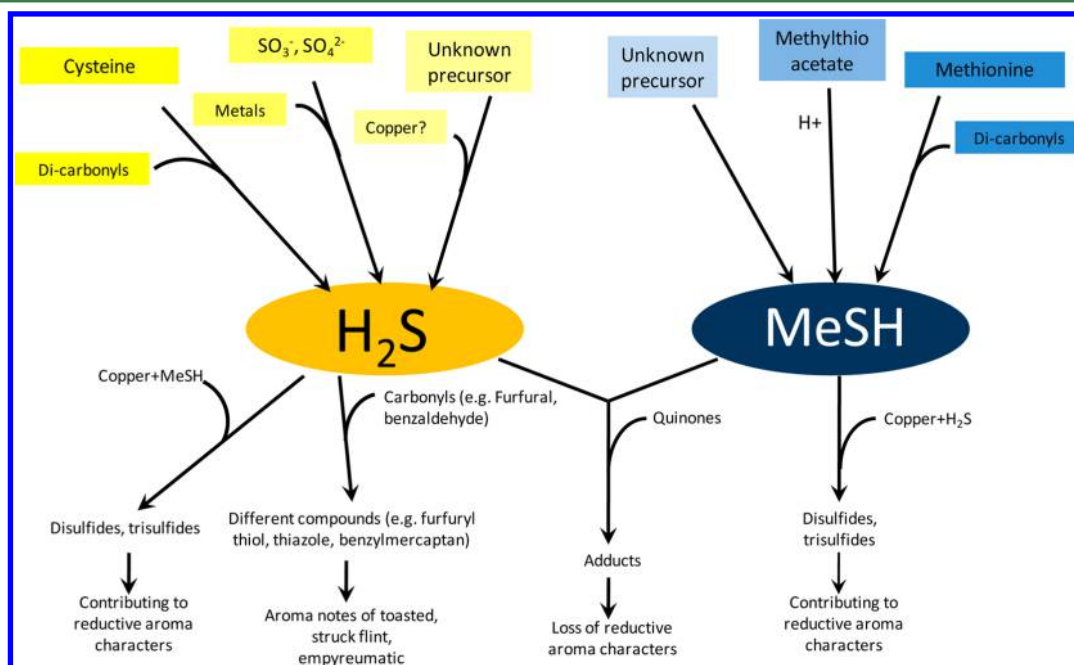 Cysteine
SO₃⁻, SO₄²⁻
Unknown
precursor
Metals
Copper?
Di-carbonyls
Unknown
precursor
Methylthio
acetate
Methionine
H+
Di-carbonyls
H₂S
MeSH
Copper+MeSH
Carbonyls (e.g. Furfural,
benzaldehyde)
Quinones
Copper+H₂S
Disulfides, trisulfides
Different compounds (e.g. furfuryl
thiol, thiazole, benzylmercaptan)
Adducts
Disulfides,
trisulfides
Contributing to
reductive aroma
characters
Aroma notes of toasted,
struck flint,
empyreumatic
Loss of reductive
aroma characters
Contributing to
reductive aroma
characters